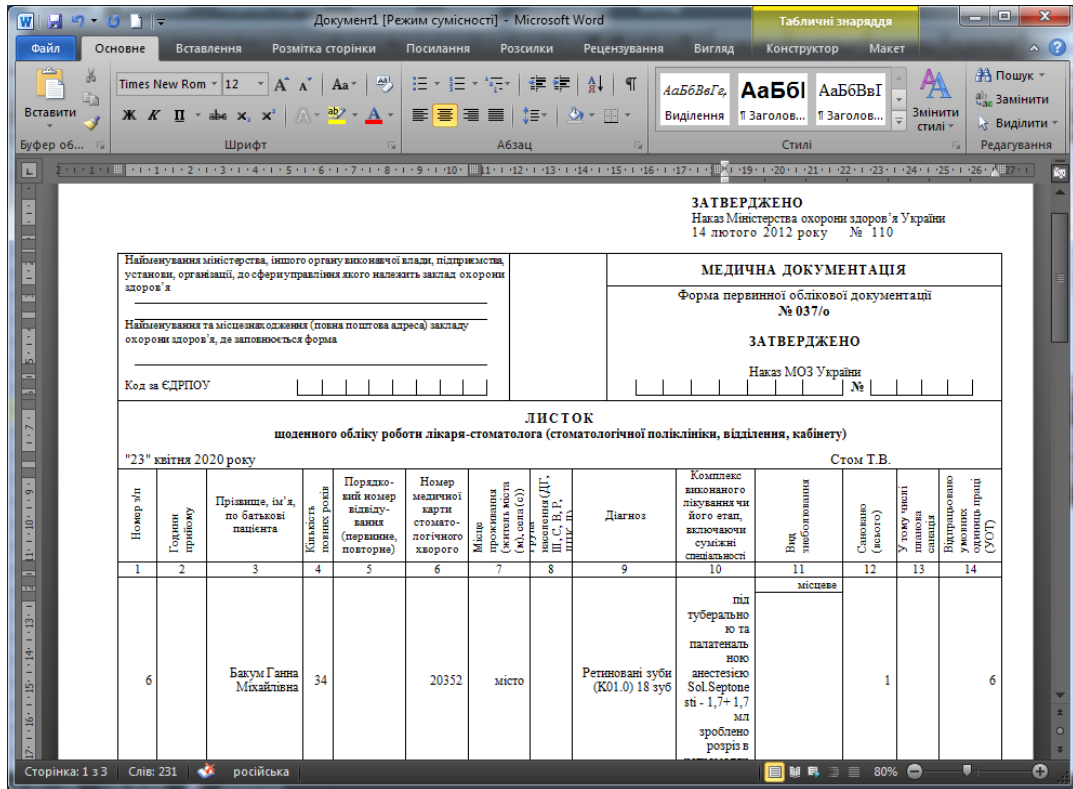 Документ1 [Режим сумісності] - Microsoft Word
Табличні знаряддя
Файл Основне Вставлення Розмітка сторінки Посилання Розсилки Рецензування Вигляд Конструктор Макет
Вставити
Буфер об...
Times New Rom 12
Ж К П abc x₂ x²
Шрифт
Абзац
АаБбВвГг, АаБбІ АаБбВвГ
Виділення ¶ Заголов... ¶ Заголов...
Стилі
Змінити стилі
Пошук
Замінити
Виділити
Редагування
ЗАТВЕРДЖЕНО
Наказ Міністерства охорони здоров’я України
14 лютого 2012 року № 110
Найменування міністерства, іншого органу виконавчої влади, підприємства,
установи, організації, до сфери управління якого належить заклад охорони
здоров’я
Найменування та місцезнаходження (повна поштова адреса) закладу
охорони здоров’я, де заповнюється форма
Код за ЄДРПОУ
МЕДИЧНА ДОКУМЕНТАЦІЯ
Форма первинної облікової документації
№ 037/о
ЗАТВЕРДЖЕНО
Наказ МОЗ України
№
ЛИСТОК
щоденного обліку роботи лікаря-стоматолога (стоматологічної поліклініки, відділення, кабінету)
"23" квітня 2020 року Стом Т.В.
Номер з/п
Години
прийому
Прізвище, ім’я,
по батькові
пацієнта
Кількість
повних років
Порядко-
вий номер
відвіду-
вання
(первинне,
повторне)
Номер
медичної
карти
стомато-
логічного
хворого
Місце
проживання
(житель міста
(м), села (с))
населення (ДГ,
ІІІ, С, В, Р,
Діагноз
Комплекс
виконаного
лікування чи
його етап,
включаючи
суміжні
спеціальності
Вид
знеболювання
Сановано
(всього)
У тому числі
планова
санація
Відпрацьовано
умовних
одиниць праці
(УОП)
1 2 3 4 5 6 7 8 9 10 11 12 13 14
місцеве
6
Бакум Ганна
Міхайлівна
34
20352
місто
Ретиновані зуби
(К01.0) 18 зуб
під
туберально
ю та
палатеналь
ною
анестезією
Sol.Septone
sti - 1,7+ 1,7
мл
зроблено
розріз в
1
6
Сторінка: 1 з 3 Слів: 231 російська 80%